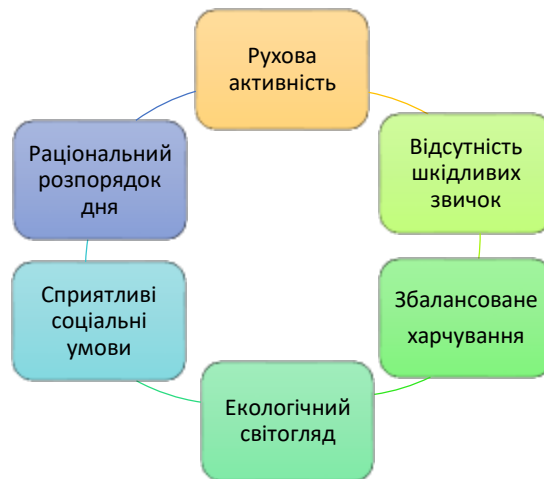 Рухова
активність
Відсутність
шкідливих
звичок
Збалансоване
харчування
Екологічний
світогляд
Сприятливі
соціальні
умови
Раціональний
розпорядок
дня